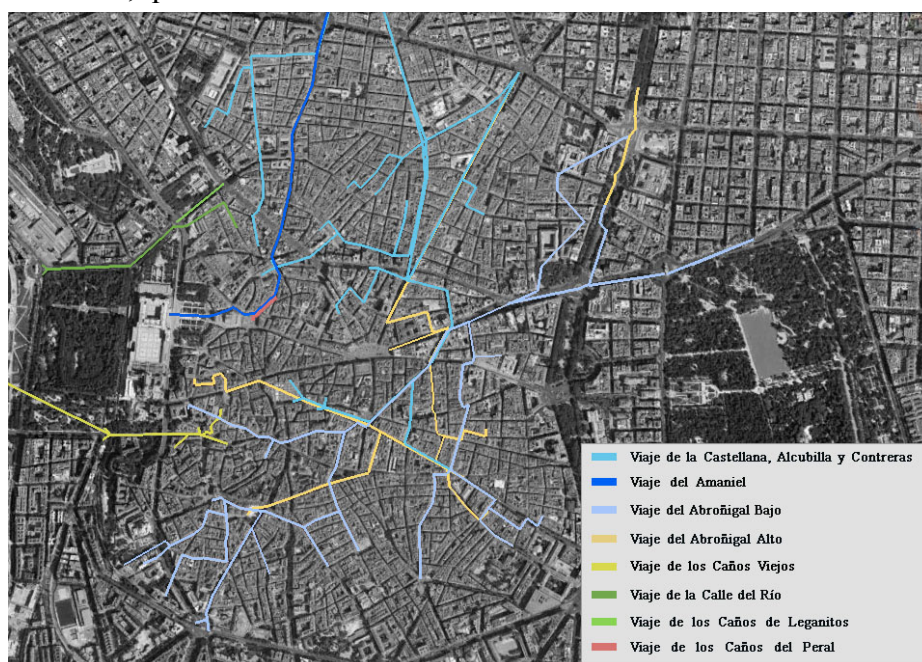 Viaje de la Castellana, Alcubilla y Contreras
Viaje del Amaniel
Viaje del Abroñigal Bajo
Viaje del Abroñigal Alto
Viaje de los Caños Viejos
Viaje de la Calle del Río
Viaje de los Caños de Leganitos
Viaje de los Caños del Peral